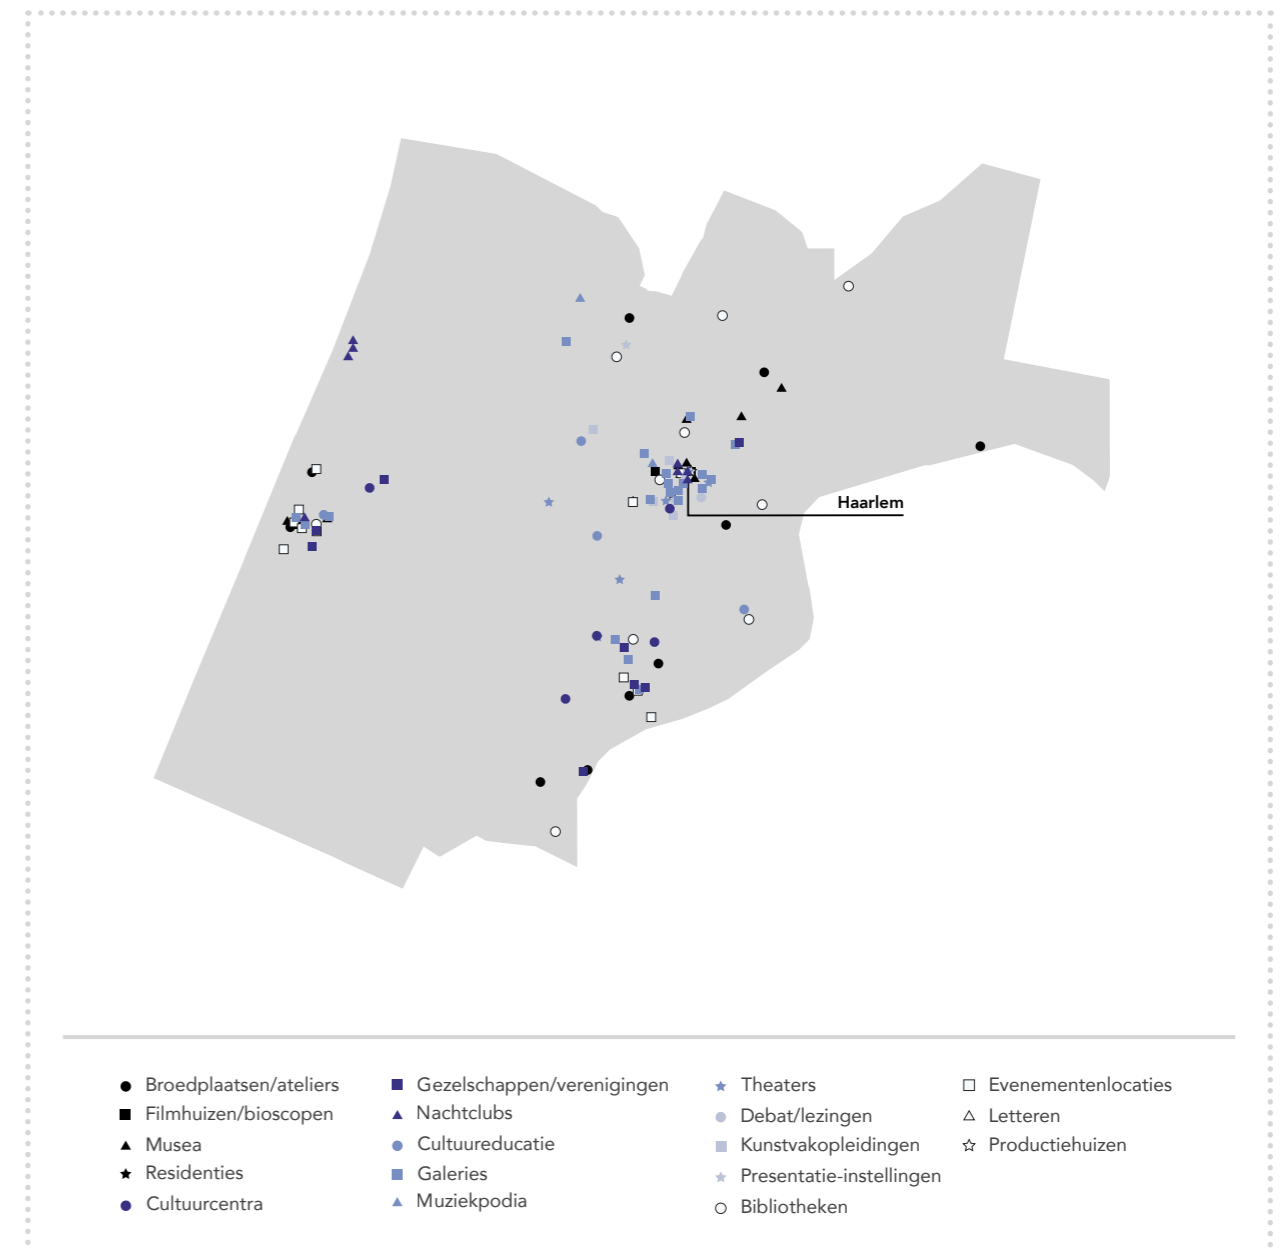 Haarlem
Broedplaatsen/ateliers
Filmhuizen/bioscopen
Musea
Residenties
Cultuurcentra
Gezelschappen/verenigingen
Nachtclubs
Cultuureducatie
Galeries
Muziekpodia
Theaters
Debat/lezingen
Kunstvakopleidingen
Presentatie-instellingen
Bibliotheken
Evenementenlocaties
Letteren
Productiehuizen